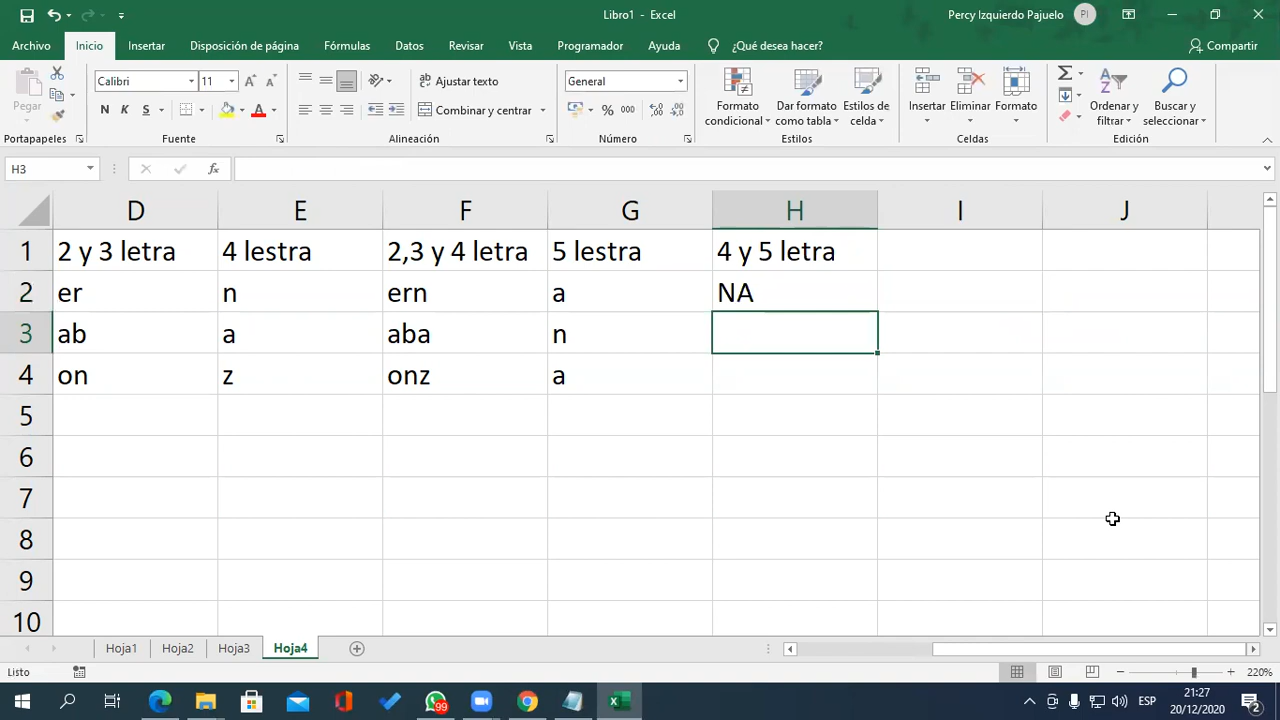 Libro1 - Excel
Percy Izquierdo Pajuelo
PI
Archivo
Inicio
Insertar
Disposición de página
Fórmulas
Datos
Revisar
Vista
Programador
Ayuda
¿Qué desea hacer?
Compartir
Pegar
Calibri
11
N K S
Ajustar texto
Combinar y centrar
General
% 000
Formato condicional
Dar formato como tabla
Estilos de celda
Insertar
Eliminar
Formato
Ordenar y filtrar
Buscar y seleccionar
Portapapeles
Fuente
Alineación
Número
Estilos
Celdas
Edición
H3
fx
D E F G H I J
1 2 y 3 letra 4 lestra 2,3 y 4 letra 5 lestra 4 y 5 letra
2 er n ern a NA
3 ab a aba n
4 on z onz a
5
6
7
8
9
10
Hoja1
Hoja2
Hoja3
Hoja4
Listo
220%
99
ESP
21:27
20/12/2020
2